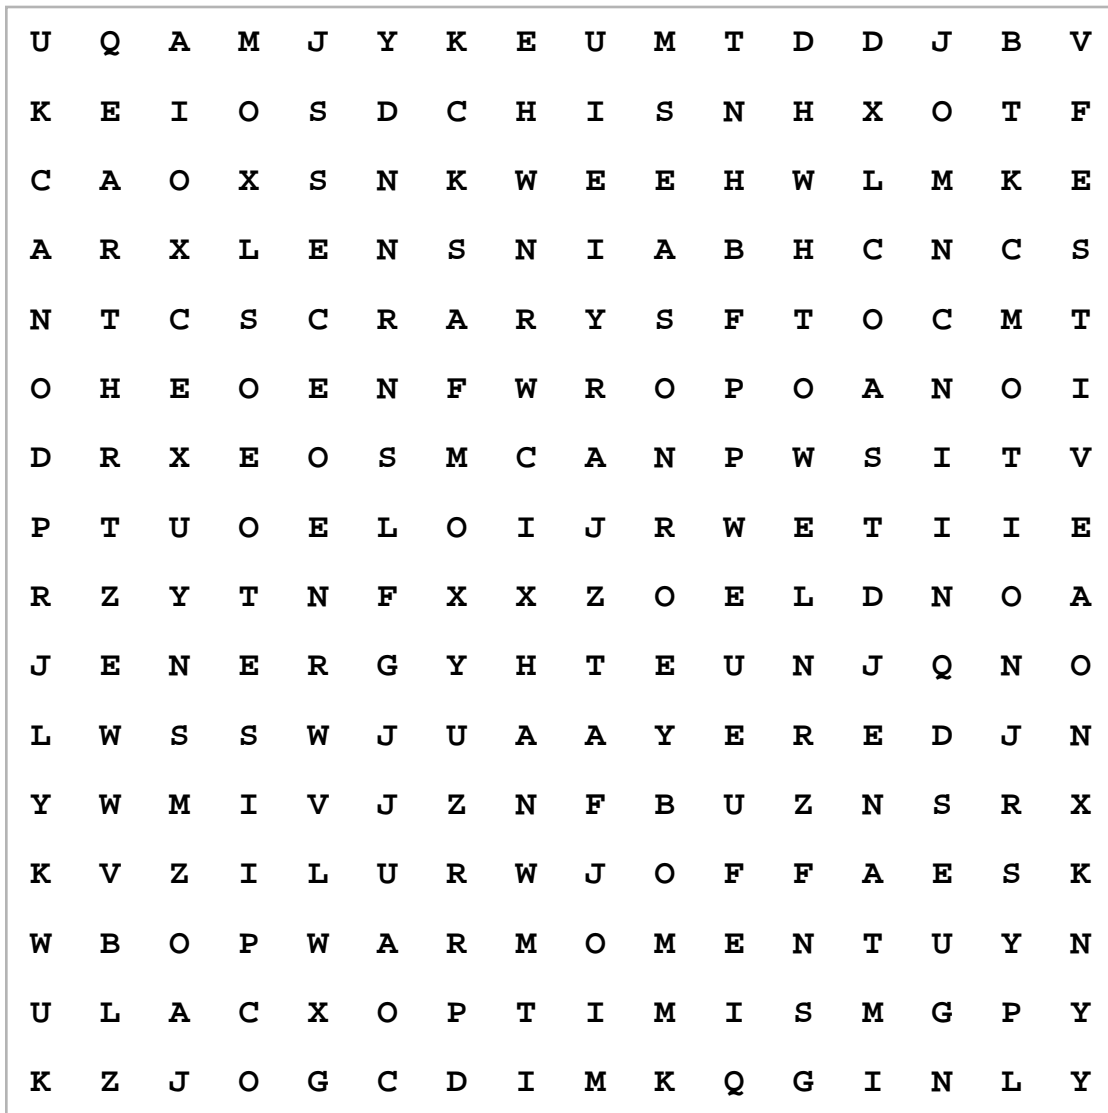 U Q A M J Y K E U M T D D J B V
K E I O S D C H I S N H X O T F
C A O X S N K W E E H W L M K E
A R X L E N S N I A B H C N C S
N T C S C R A R Y S F T O C M T
O H E O E N F W R O P O A N O I
D R X E O S M C A N P W S I T V
P T U O E L O I J R W E T I I E
R Z Y T N F X X Z O E L D N O A
J E N E R G Y H T E U N J Q N O
L W S S W J U A A Y E R E D J N
Y W M I V J Z N F B U Z N S R X
K V Z I L U R W J O F F A E S K
W B O P W A R M O M E N T U Y N
U L A C X O P T I M I S M G P Y
K Z J O G C D I M K Q G I N L Y